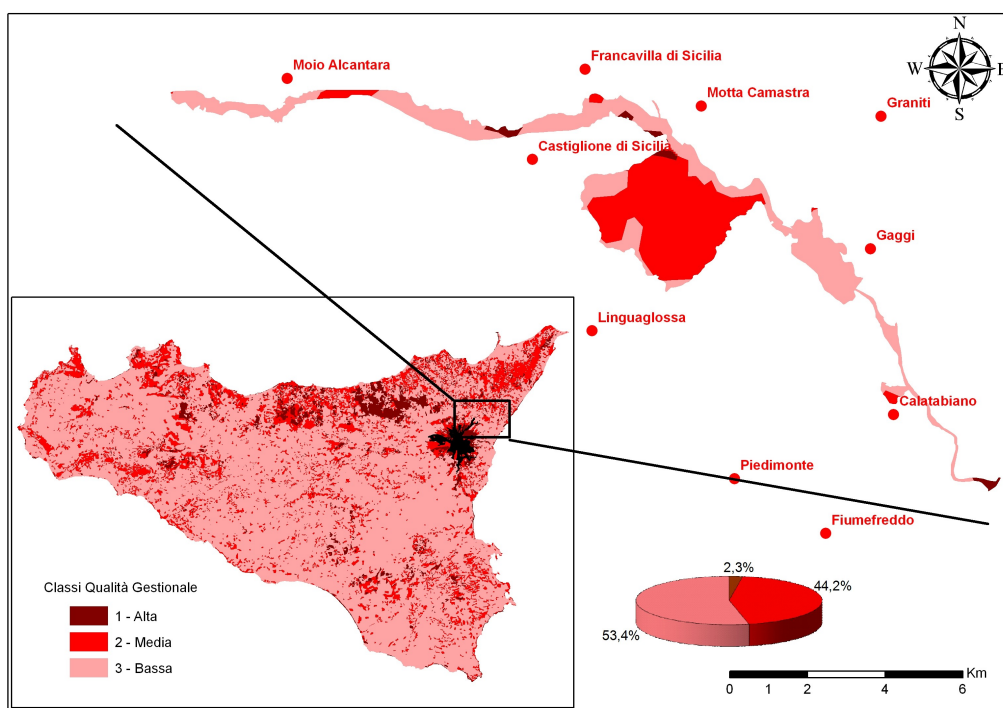 N
W
E
S
Moio Alcantara
Francavilla di Sicilia
Motta Camastra
Graniti
Castiglione di Sicilia
Gaggi
Linguaglossa
Calatabiano
Piedimonte
Fiumefreddo
Classi Qualità Gestionale
1 - Alta
2 - Media
3 - Bassa
2,3%
44,2%
53,4%
Km
0 1 2 4 6